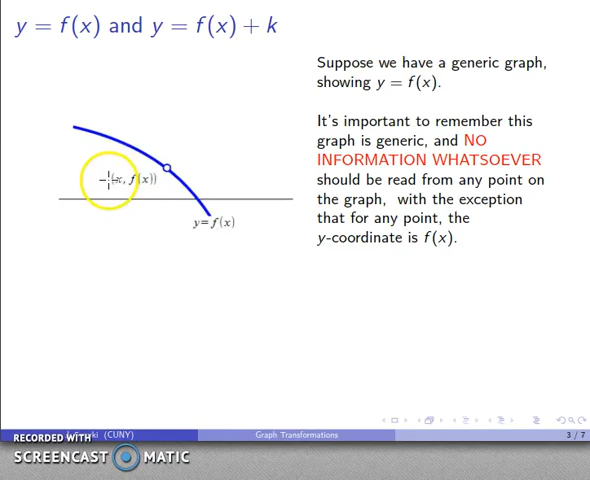 y = f(x) and y = f(x) + k
Suppose we have a generic graph,
showing y = f(x).
It's important to remember this
graph is generic, and NO
INFORMATION WHATSOEVER
should be read from any point on
the graph, with the exception
that for any point, the
y-coordinate is f(x).
(x, f(x))
y= f(x)
(CUNY)
Graph Transformations
3 / 7
RECORDED WITH
SCREENCAST MATIC